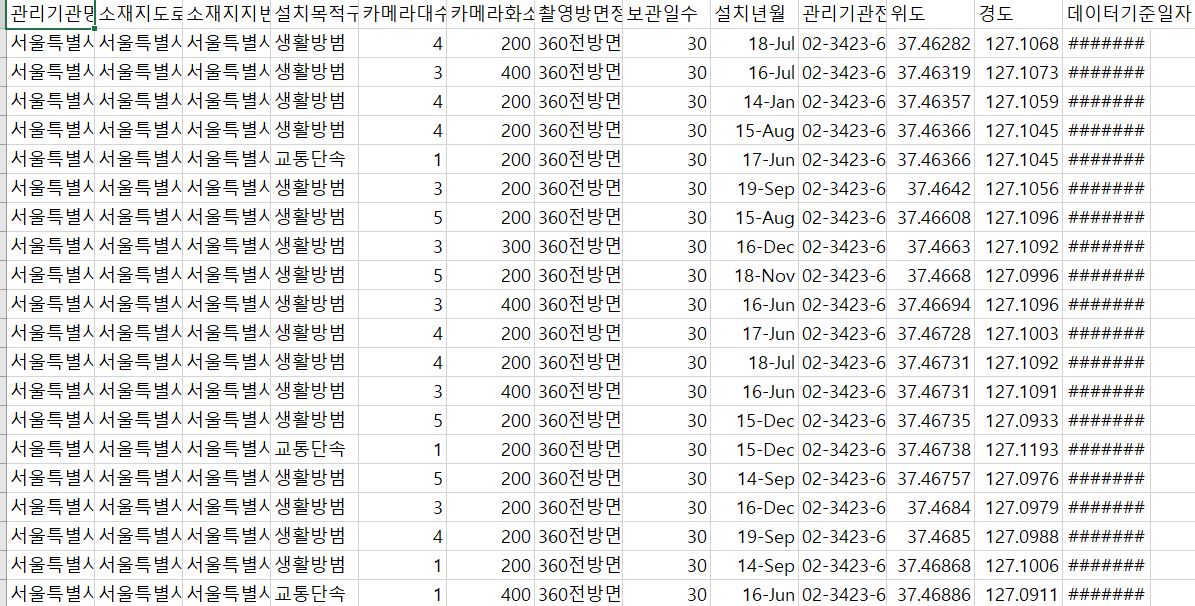 관리기관명 소재지도로 소재지지번 설치목적구 카메라대수 카메라화소 촬영방면정 보관일수 설치년월 관리기관전 위도 경도 데이터기준일자
서울특별시 서울특별시 서울특별시 생활방범 4 200 360전방면 30 18-Jul 02-3423-6 37.46282 127.1068 #######
서울특별시 서울특별시 서울특별시 생활방범 3 400 360전방면 30 16-Jul 02-3423-6 37.46319 127.1073 #######
서울특별시 서울특별시 서울특별시 생활방범 4 200 360전방면 30 14-Jan 02-3423-6 37.46357 127.1059 #######
서울특별시 서울특별시 서울특별시 생활방범 4 200 360전방면 30 15-Aug 02-3423-6 37.46366 127.1045 #######
서울특별시 서울특별시 서울특별시 교통단속 1 200 360전방면 30 17-Jun 02-3423-6 37.46366 127.1045 #######
서울특별시 서울특별시 서울특별시 생활방범 3 200 360전방면 30 19-Sep 02-3423-6 37.4642 127.1056 #######
서울특별시 서울특별시 서울특별시 생활방범 5 200 360전방면 30 15-Aug 02-3423-6 37.46608 127.1096 #######
서울특별시 서울특별시 서울특별시 생활방범 3 300 360전방면 30 16-Dec 02-3423-6 37.4663 127.1092 #######
서울특별시 서울특별시 서울특별시 생활방범 5 200 360전방면 30 18-Nov 02-3423-6 37.4668 127.0996 #######
서울특별시 서울특별시 서울특별시 생활방범 3 400 360전방면 30 16-Jun 02-3423-6 37.46694 127.1096 #######
서울특별시 서울특별시 서울특별시 생활방범 4 200 360전방면 30 17-Jun 02-3423-6 37.46728 127.1003 #######
서울특별시 서울특별시 서울특별시 생활방범 4 200 360전방면 30 18-Jul 02-3423-6 37.46731 127.1092 #######
서울특별시 서울특별시 서울특별시 생활방범 3 400 360전방면 30 16-Jun 02-3423-6 37.46731 127.1091 #######
서울특별시 서울특별시 서울특별시 생활방범 5 200 360전방면 30 15-Dec 02-3423-6 37.46735 127.0933 #######
서울특별시 서울특별시 서울특별시 교통단속 1 200 360전방면 30 15-Dec 02-3423-6 37.46738 127.1193 #######
서울특별시 서울특별시 서울특별시 생활방범 5 200 360전방면 30 14-Sep 02-3423-6 37.46757 127.0976 #######
서울특별시 서울특별시 서울특별시 생활방범 3 200 360전방면 30 16-Dec 02-3423-6 37.4684 127.0979 #######
서울특별시 서울특별시 서울특별시 생활방범 4 200 360전방면 30 19-Sep 02-3423-6 37.4685 127.0988 #######
서울특별시 서울특별시 서울특별시 생활방범 1 200 360전방면 30 14-Sep 02-3423-6 37.46868 127.1006 #######
서울특별시 서울특별시 서울특별시 교통단속 1 400 360전방면 30 16-Jun 02-3423-6 37.46886 127.0911 #######